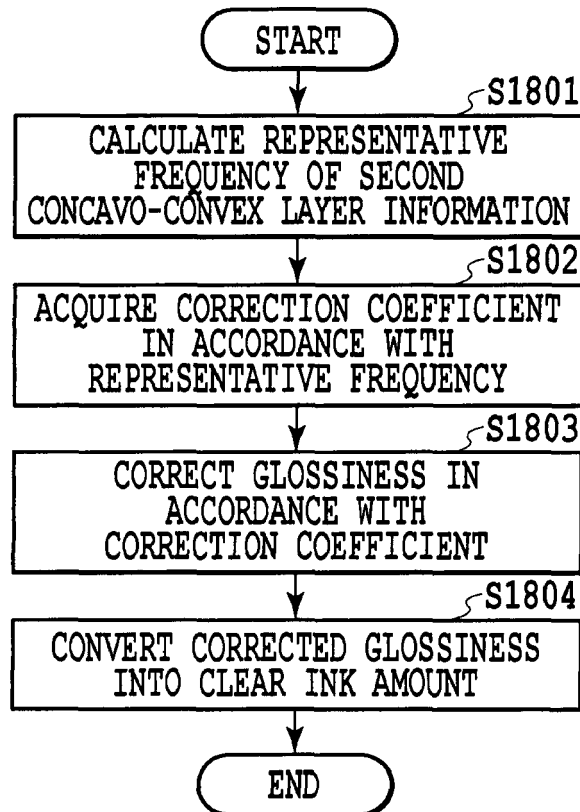 START
S1801
CALCULATE REPRESENTATIVE
FREQUENCY OF SECOND
CONCAVO-CONVEX LAYER INFORMATION
S1802
ACQUIRE CORRECTION COEFFICIENT
IN ACCORDANCE WITH
REPRESENTATIVE FREQUENCY
S1803
CORRECT GLOSSINESS IN
ACCORDANCE WITH
CORRECTION COEFFICIENT
S1804
CONVERT CORRECTED GLOSSINESS
INTO CLEAR INK AMOUNT
END